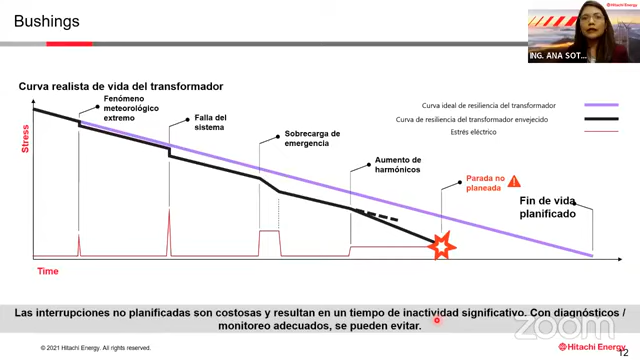 Bushings
Hitachi Energy
ING. ANA SOT...
Curva realista de vida del transformador
Fenómeno
meteorológico
extremo
Falla del
sistema
Sobrecarga de
emergencia
Aumento de
harmónicos
Parada no
planeada
Fin de vida
planificado
Curva ideal de resiliencia del transformador
Curva de resiliencia del transformador envejecido
Estrés eléctrico
Stress
Time
Las interrupciones no planificadas son costosas y resultan en un tiempo de inactividad significativo. Con diagnósticos /
monitoreo adecuados, se pueden evitar.
zoom
© 2021 Hitachi Energy. All rights reserved.
Hitachi Energy
12